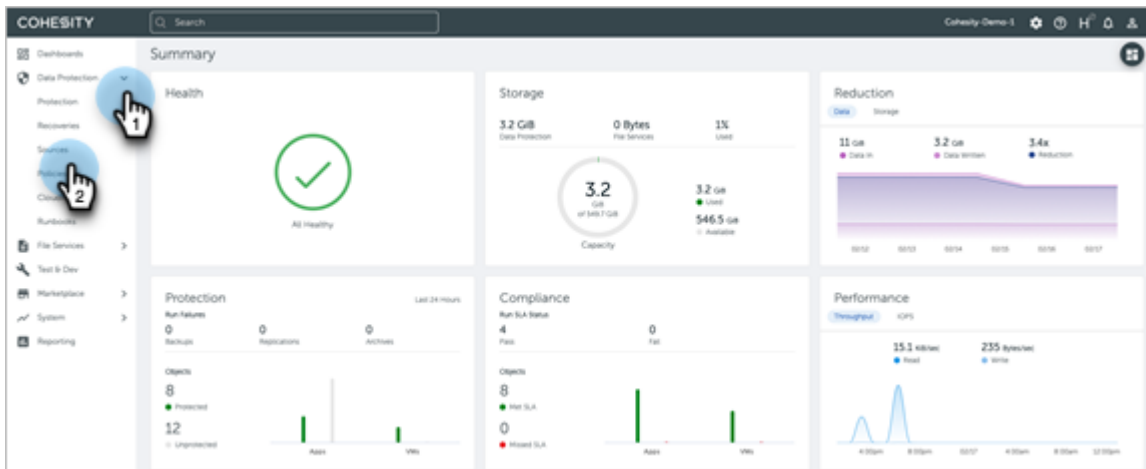 COHESITY
Search
Cohesity-Demo-1
H
Dashboards
Data Protection
Protection
Recoveries
Sources
Policies
Runbooks
File Services
Test & Dev
Marketplace
System
Reporting
1
2
Summary
Health
All Healthy
Storage
3.2 GiB
Data Protection
0 Bytes
File Services
1%
Used
3.2
GiB
of 549.7 GiB
Capacity
3.2 GiB
Used
546.5 GiB
Available
Reduction
Data Storage
11 GiB
Data In
3.2 GiB
Data Written
3.4x
Reduction
02/12 02/13 02/14 02/15 02/16 02/17
Protection
Last 24 Hours
Run Failures
0
Backups
0
Replications
0
Archives
Objects
8
Protected
12
Unprotected
Apps VMs
Compliance
Run SLA Status
4
Pass
0
Fail
Objects
8
Met SLA
0
Missed SLA
Apps VMs
Performance
Throughput IOPS
15.1 KiB/sec
Read
235 Bytes/sec
Write
4:00pm 8:00pm 02/17 4:00am 8:00am 12:00pm